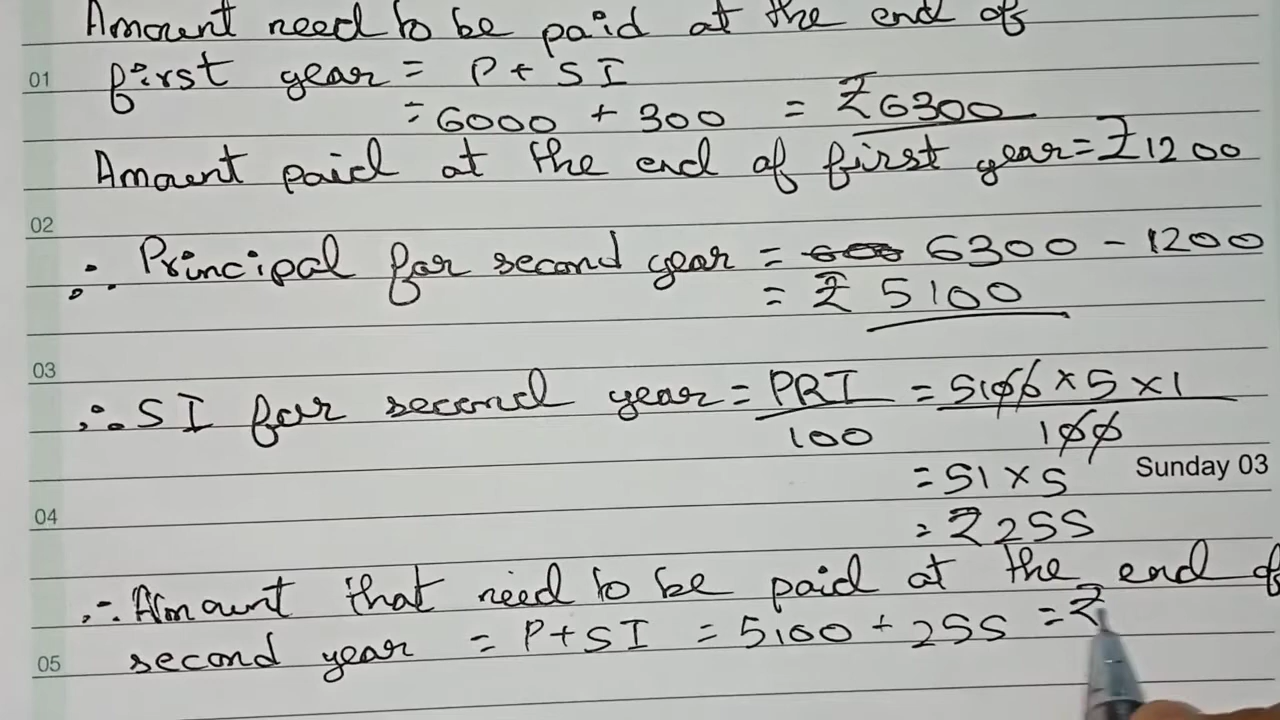 Amount need to be paid at the end of
01
first year = P + SI
= 6000 + 300 = ₹6300
Amount paid at the end of first year = ₹1200
02
∴ Principal for second year = 6300 - 1200
= ₹ 5100
03
∴ SI for second year = PRI/100 = 5100 × 5 × 1/100
= 51 × 5
Sunday 03
04
= ₹ 255
∴ Amount that need to be paid at the end of
second year = P + SI = 5100 + 255 = ₹
05